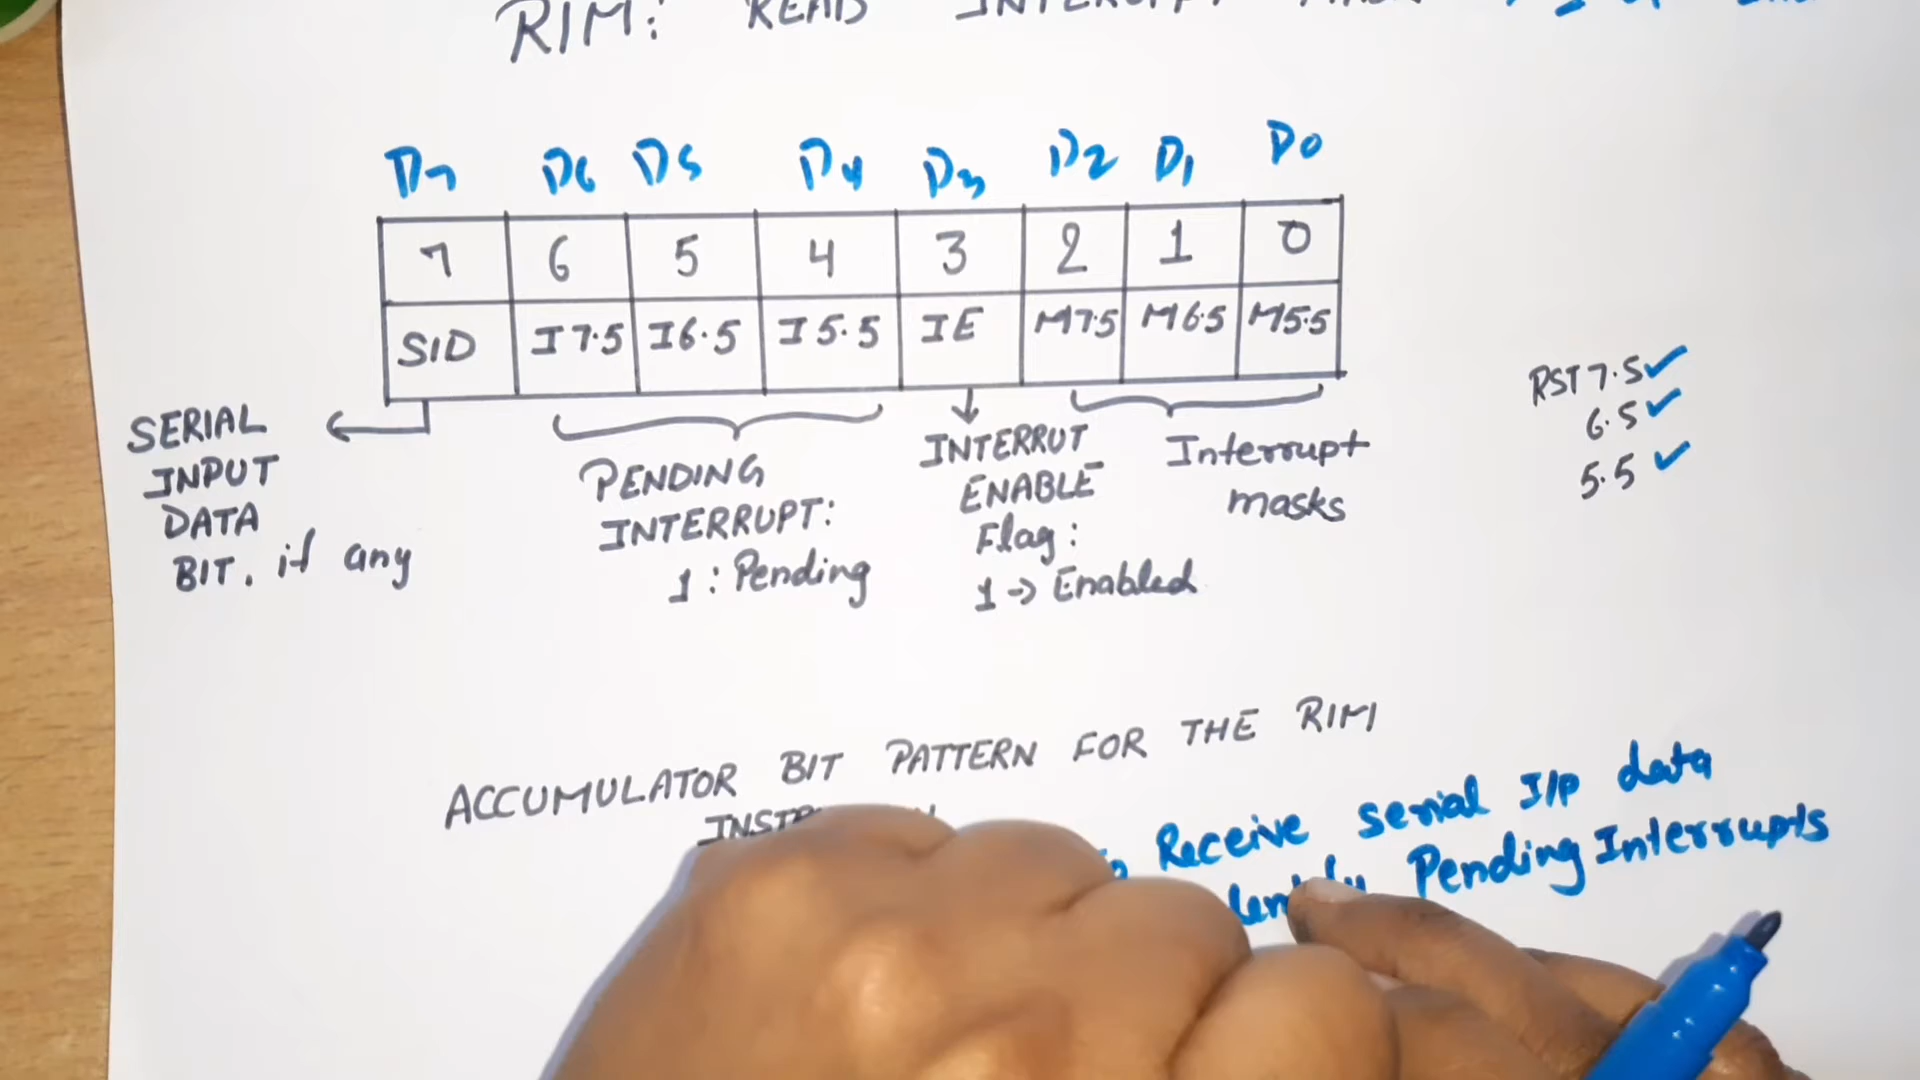 RIM: READ INTERRUPT
D7 D6 D5 D4 D3 D2 D1 D0
7 6 5 4 3 2 1 0
SID I7.5 I6.5 I5.5 IE M7.5 M6.5 M5.5
SERIAL
INPUT
DATA
BIT. if any
PENDING
INTERRUPT:
1 : Pending
INTERRUT
ENABLE
Flag:
1 -> Enabled
Interrupt
masks
RST 7.5 ✓
6.5 ✓
5.5 ✓
ACCUMULATOR BIT PATTERN FOR THE RIM
Receive serial I/p data
Pending Interrupts